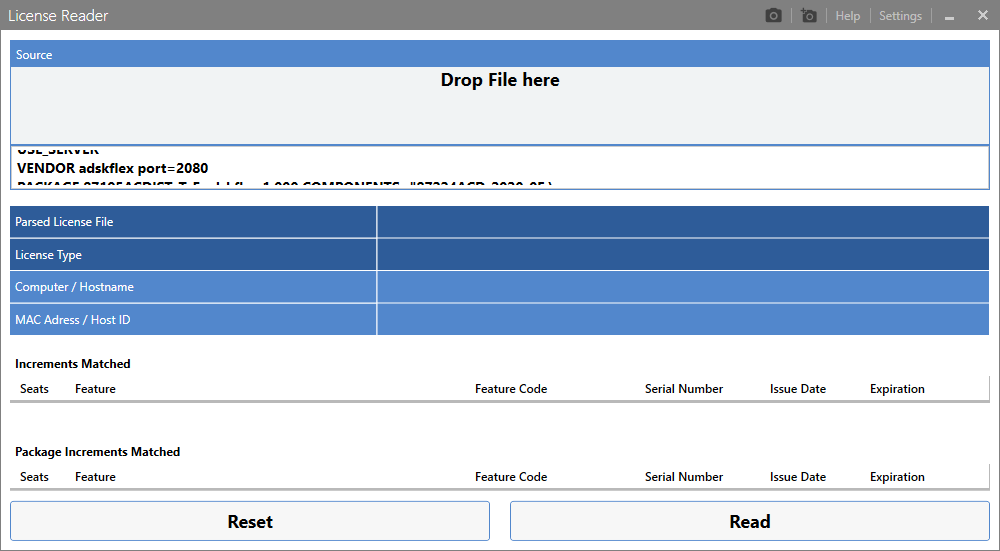 License Reader
Help
Settings
Source
Drop File here
USE_SERVER
VENDOR adskflex port=2080
Parsed License File
License Type
Computer / Hostname
MAC Adress / Host ID
Increments Matched
Seats Feature Feature Code Serial Number Issue Date Expiration
Package Increments Matched
Seats Feature Feature Code Serial Number Issue Date Expiration
Reset Read